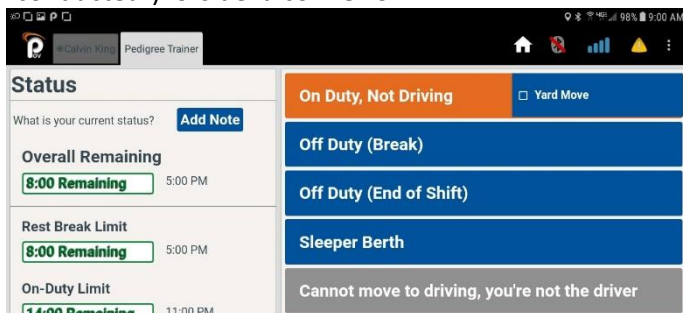 98% 9:00 AM
Calvin King
Pedigree Trainer
Status
What is your current status?
Add Note
Overall Remaining
8:00 Remaining
5:00 PM
Rest Break Limit
8:00 Remaining
5:00 PM
On-Duty Limit
14:00 Remaining
11:00 PM
On Duty, Not Driving
Yard Move
Off Duty (Break)
Off Duty (End of Shift)
Sleeper Berth
Cannot move to driving, you're not the driver